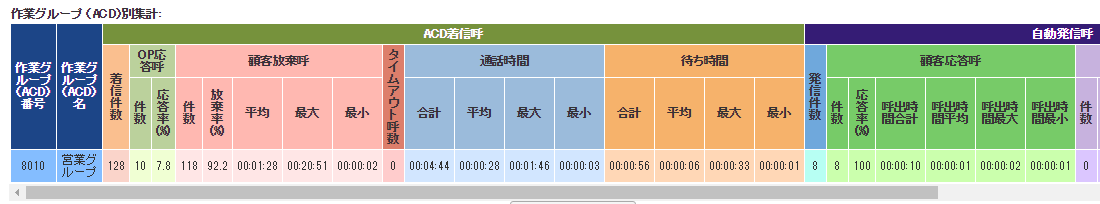 作業グループ(ACD)別集計:
作業グループ(ACD)番号 作業グループ(ACD)名 ACD着信呼 自動発信呼
着信件数 OP応答呼 顧客放棄呼 タイムアウト呼数 通話時間 待ち時間 発信件数 顧客応答呼
件数 応答率(%) 件数 放棄率(%) 平均 最大 最小 合計 平均 最大 最小 合計 平均 最大 最小 件数 応答率(%) 呼出時間合計 呼出時間平均 呼出時間最大 呼出時間最小 件数
8010 営業グループ 128 10 7.8 118 92.2 00:01:28 00:20:51 00:00:02 0 00:04:44 00:00:28 00:01:46 00:00:03 00:00:56 00:00:06 00:00:33 00:00:01 8 8 100 00:00:10 00:00:01 00:00:02 00:00:01 0